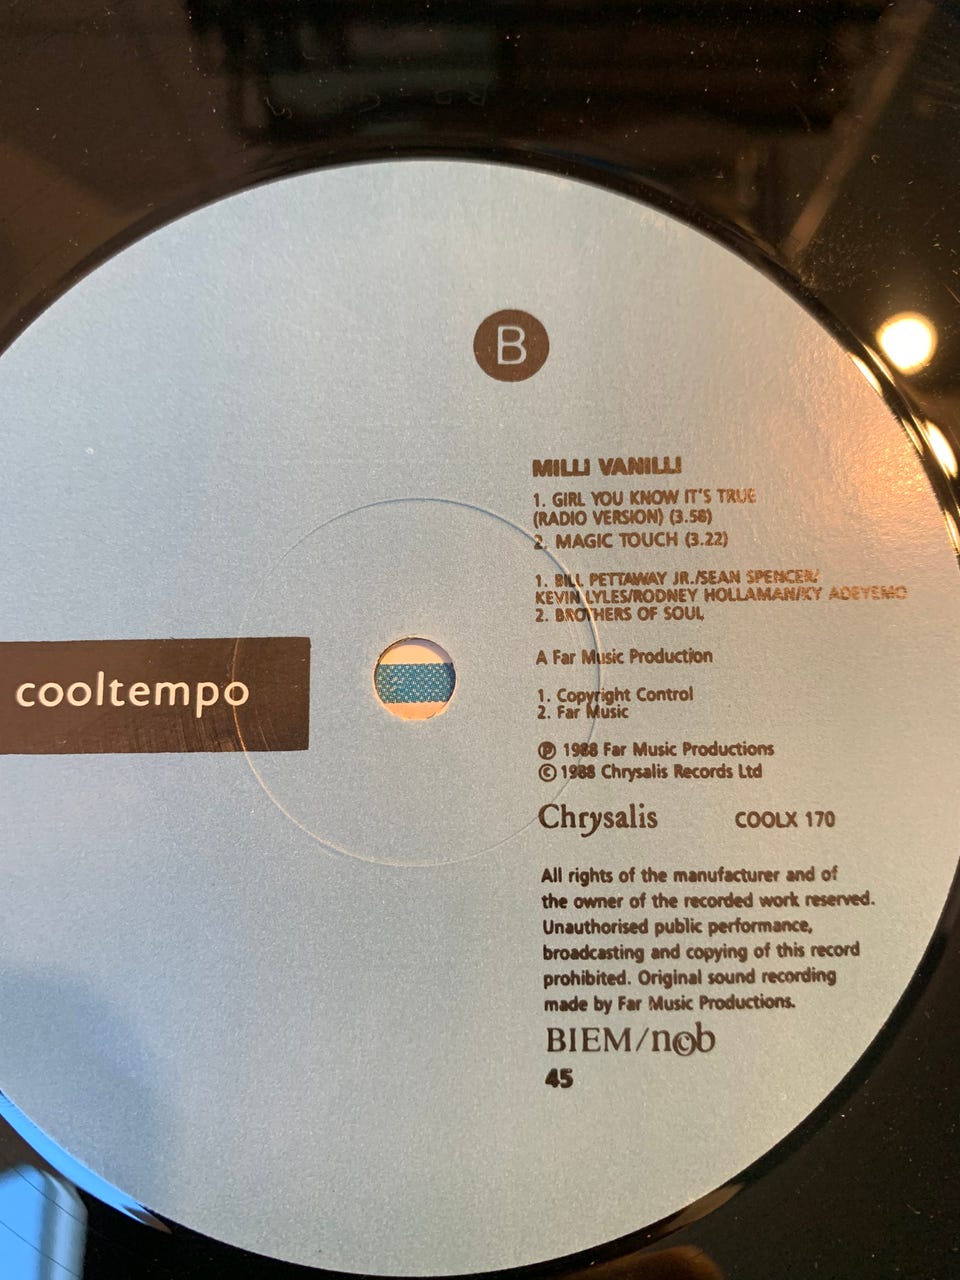 B
MILLI VANILLI
1. GIRL YOU KNOW IT'S TRUE
(RADIO VERSION) (3.58)
2. MAGIC TOUCH (3.22)
1. BILL PETTAWAY JR./SEAN SPENCER/
KEVIN LYLES/RODNEY HOLLAMAN/KY ADEYEMO
2. BROTHERS OF SOUL
A Far Music Production
cooltempo
1. Copyright Control
2. Far Music
℗ 1988 Far Music Productions
© 1988 Chrysalis Records Ltd
Chrysalis COOLX 170
All rights of the manufacturer and of
the owner of the recorded work reserved.
Unauthorised public performance,
broadcasting and copying of this record
prohibited. Original sound recording
made by Far Music Productions.
BIEM/ncb
45